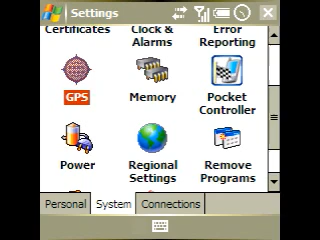 Settings
Certificates Clock & Alarms Error Reporting
GPS Memory Pocket Controller
Power Regional Settings Remove Programs
Personal System Connections